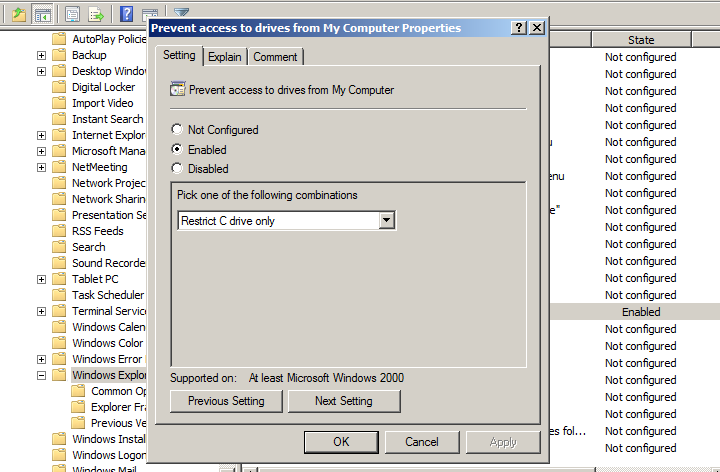 Prevent access to drives from My Computer Properties
Setting
Explain
Comment
Prevent access to drives from My Computer
Not Configured
Enabled
Disabled
Pick one of the following combinations
Restrict C drive only
Supported on: At least Microsoft Windows 2000
Previous Setting
Next Setting
OK
Cancel
Apply
AutoPlay Policie
Backup
Desktop Window
Digital Locker
Import Video
Instant Search
Internet Explor
Microsoft Mana
NetMeeting
Network Projec
Network Sharin
Presentation Se
RSS Feeds
Search
Sound Recorde
Tablet PC
Task Scheduler
Terminal Service
Windows Calen
Windows Color
Windows Error
Windows Explo
Common Op
Explorer Fra
Previous Ve
Windows Instal
Windows Logon
Windows Mail
State
Not configured
Not configured
Not configured
Not configured
Not configured
u
Not configured
Not configured
enu
Not configured
Not configured
e"
Not configured
Not configured
Not configured
Not configured
Not configured
Not configured
Enabled
Not configured
Not configured
Not configured
Not configured
Not configured
Not configured
es fol...
Not configured
Not configured